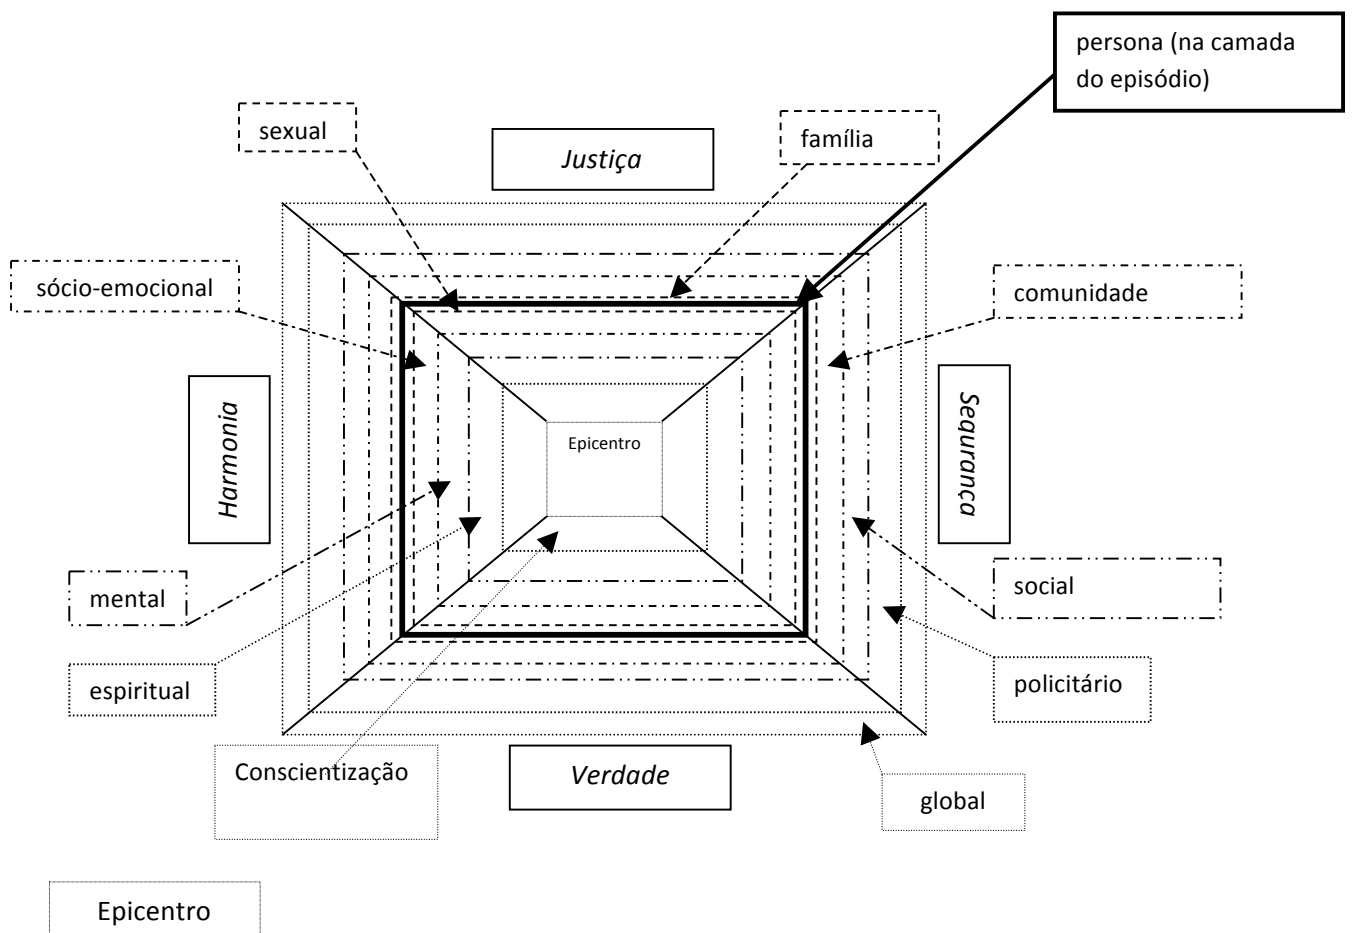 persona (na camada
do episódio)
sexual
Justiça
família
sócio-emocional
comunidade
Harmonia
Epicentro
Sequrança
mental
social
espiritual
policitário
Conscientização
Verdade
global
Epicentro